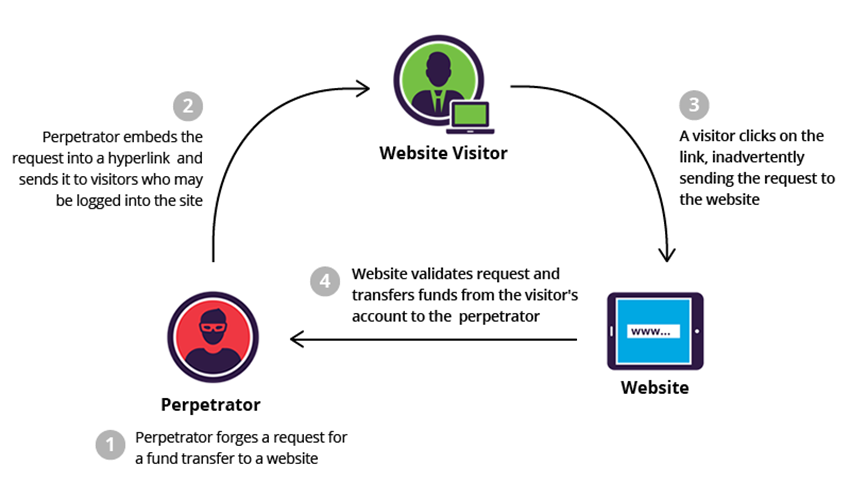 2
Perpetrator embeds the
request into a hyperlink and
sends it to visitors who may
be logged into the site
Website Visitor
3
A visitor clicks on the
link, inadvertently
sending the request to
the website
4
Website validates request and
transfers funds from the visitor's
account to the perpetrator
www...
Website
Perpetrator
1
Perpetrator forges a request for
a fund transfer to a website